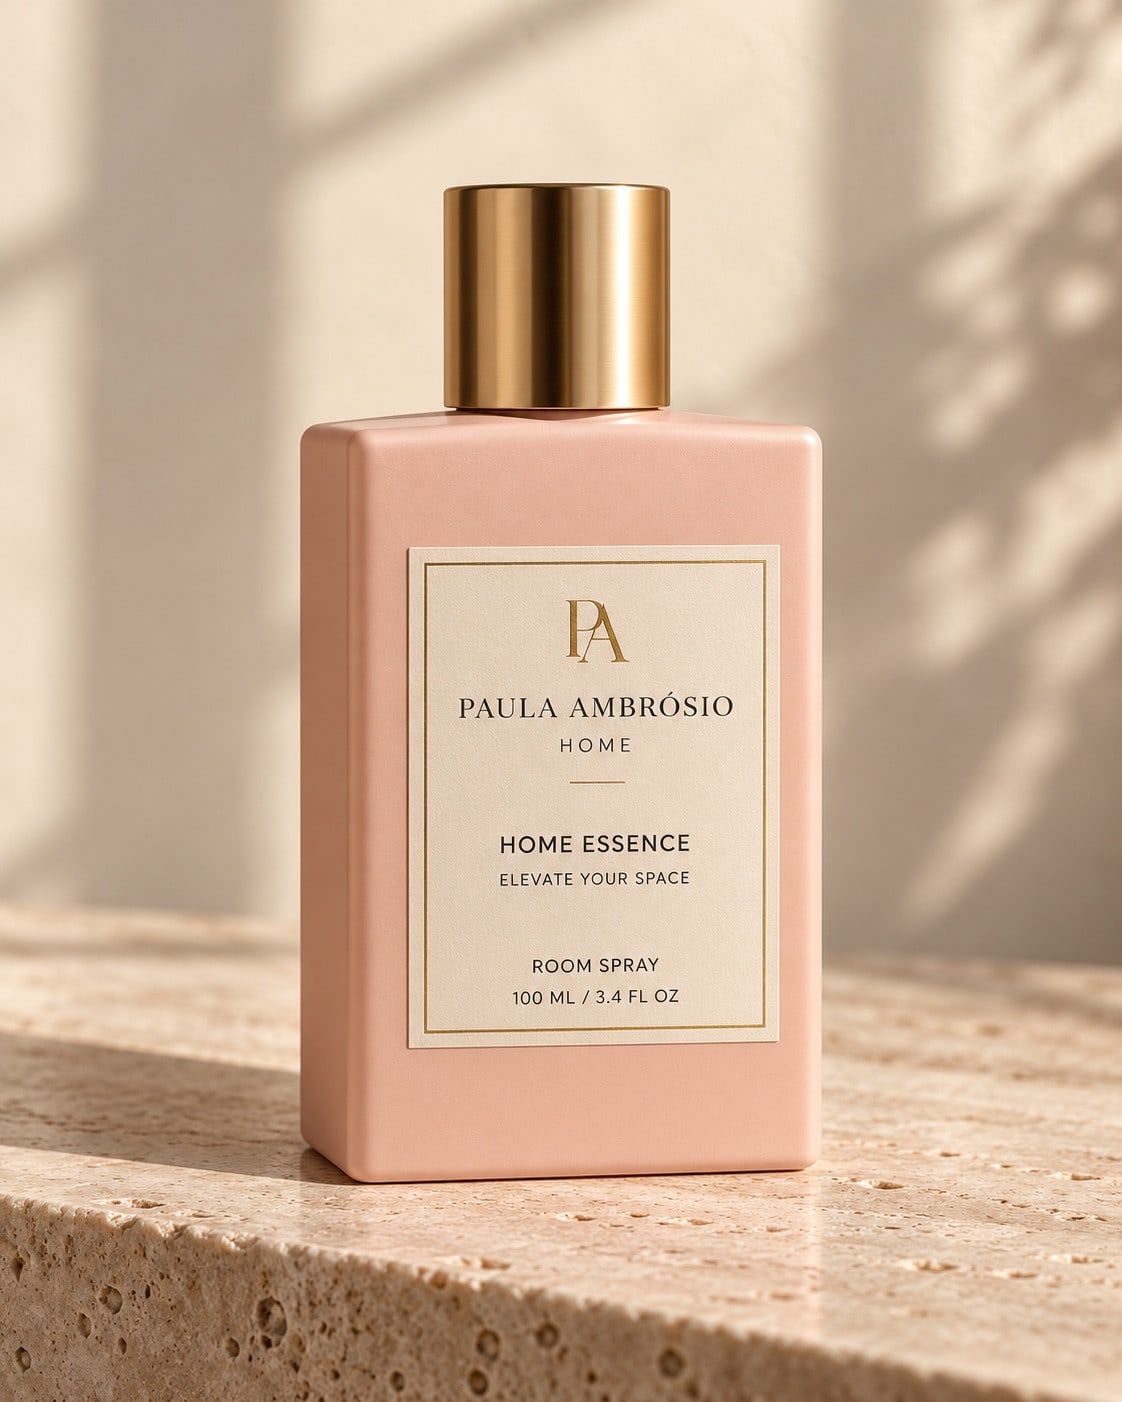 PA
PAULA AMBRÓSIO
HOME
HOME ESSENCE
ELEVATE YOUR SPACE
ROOM SPRAY
100 ML / 3.4 FL OZ